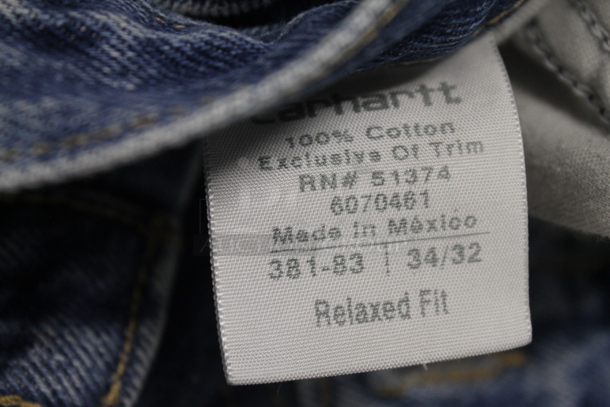 Carhartt
100% Cotton
Exclusive Of Trim
RN# 51374
6070461
Made in México
381-83 | 34/32
Relaxed Fit